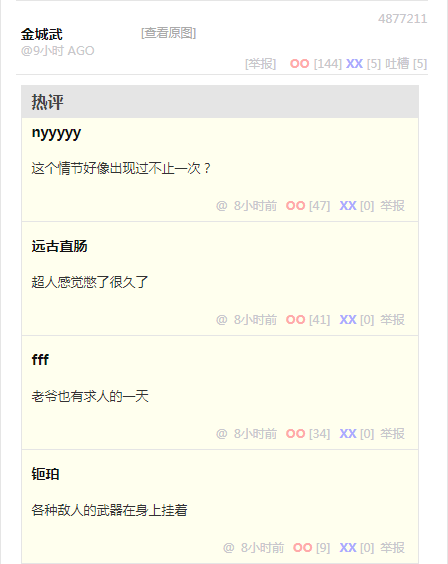 4877211
金城武 [查看原图]
@9小时 AGO
[举报] OO [144] XX [5] 吐槽 [5]
热评
nyyyyy
这个情节好像出现过不止一次？
@ 8小时前 OO [47] XX [0] 举报
远古直肠
超人感觉憋了很久了
@ 8小时前 OO [41] XX [0] 举报
fff
老爷也有求人的一天
@ 8小时前 OO [34] XX [0] 举报
钷珀
各种敌人的武器在身上挂着
@ 8小时前 OO [9] XX [0] 举报